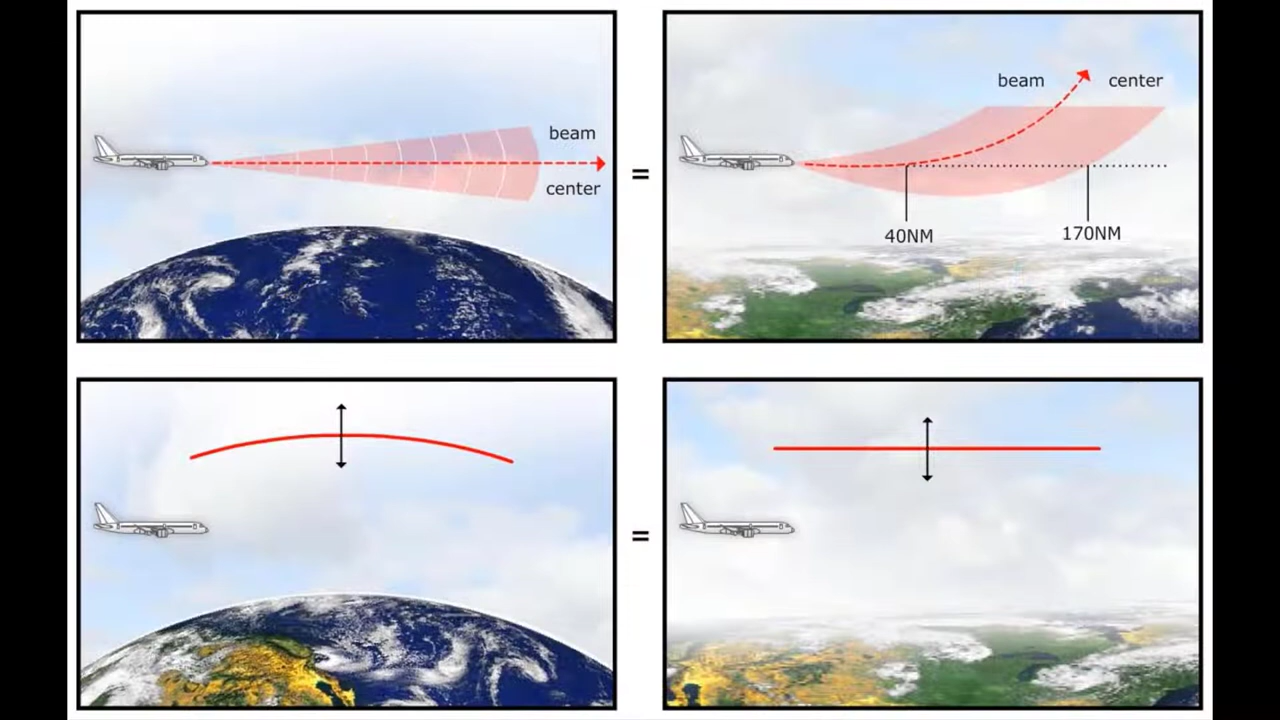 beam
center
=
beam center
40NM
170NM
=